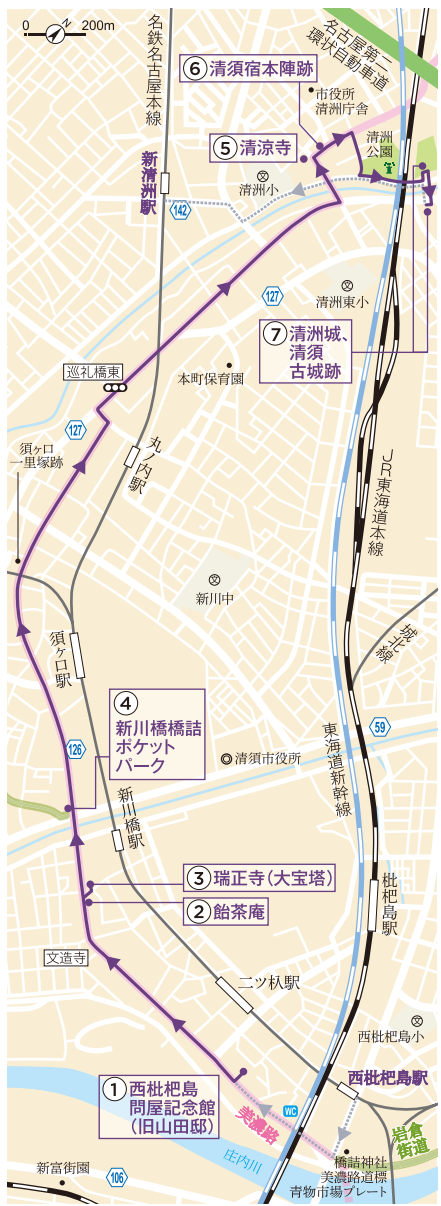 0 200m
名古屋第二
環状自動車道
名鉄名古屋本線
⑥清須宿本陣跡
市役所
清洲庁舎
⑤清涼寺
清洲
公園
新清洲駅
清洲小
142
127
清洲東小
⑦清洲城、
清須
古城跡
巡礼橋東
本町保育園
127
須ヶ口
一里塚跡
丸ノ内駅
JR東海道本線
新川中
城北線
須ヶ口駅
④
新川橋橋詰
ポケット
パーク
126
59
清須市役所
東海道新幹線
新川橋駅
③瑞正寺(大宝塔)
②飴茶庵
枇杷島駅
文造寺
二ツ杁駅
西枇杷島小
①西枇杷島
問屋記念館
(旧山田邸)
西枇杷島駅
WC
美濃路
岩倉
街道
庄内川
橋詰神社
美濃路道標
青物市場プレート
新富街園
106